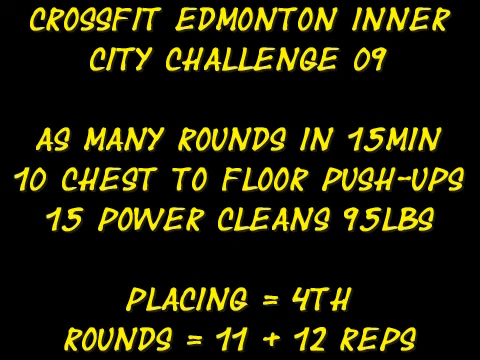 CROSSFIT EDMONTON INNER
CITY CHALLENGE 09
AS MANY ROUNDS IN 15MIN
10 CHEST TO FLOOR PUSH-UPS
15 POWER CLEANS 95LBS
PLACING = 4TH
ROUNDS = 11 + 12 REPS